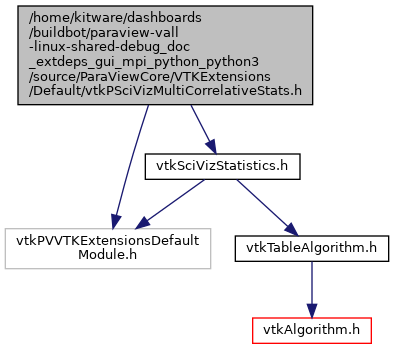 /home/kitware/dashboards
/buildbot/paraview-vall
-linux-shared-debug_doc
_extdeps_gui_mpi_python_python3
/source/ParaViewCore/VTKExtensions
/Default/vtkPSciVizMultiCorrelativeStats.h
vtkSciVizStatistics.h
vtkPVVTKExtensionsDefault
Module.h
vtkTableAlgorithm.h
vtkAlgorithm.h